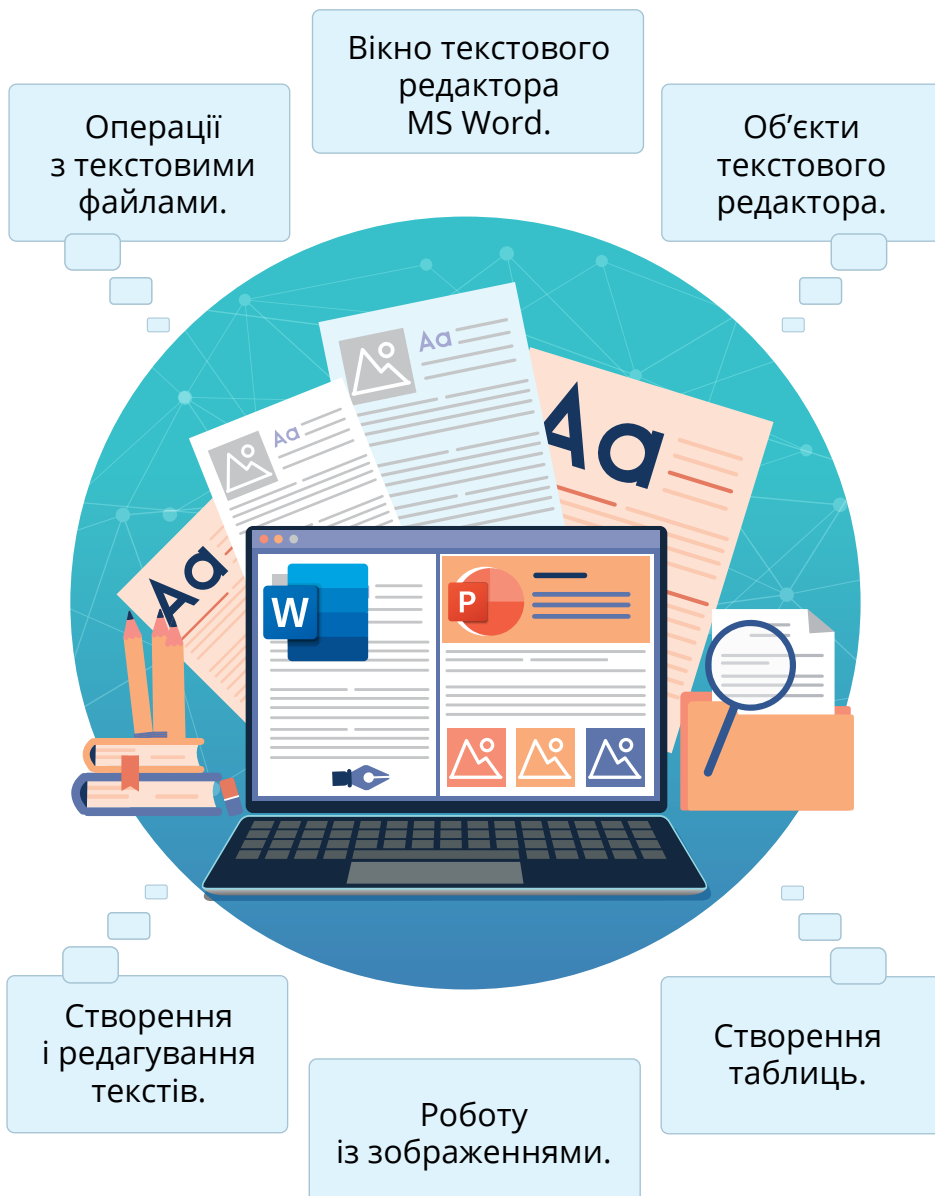 Вікно текстового
редактора
MS Word.
Операції
з текстовими
файлами.
Об’єкти
текстового
редактора.
Aa
Aa
Aa
Aa
W
P
Створення
і редагування
текстів.
Роботу
із зображеннями.
Створення
таблиць.